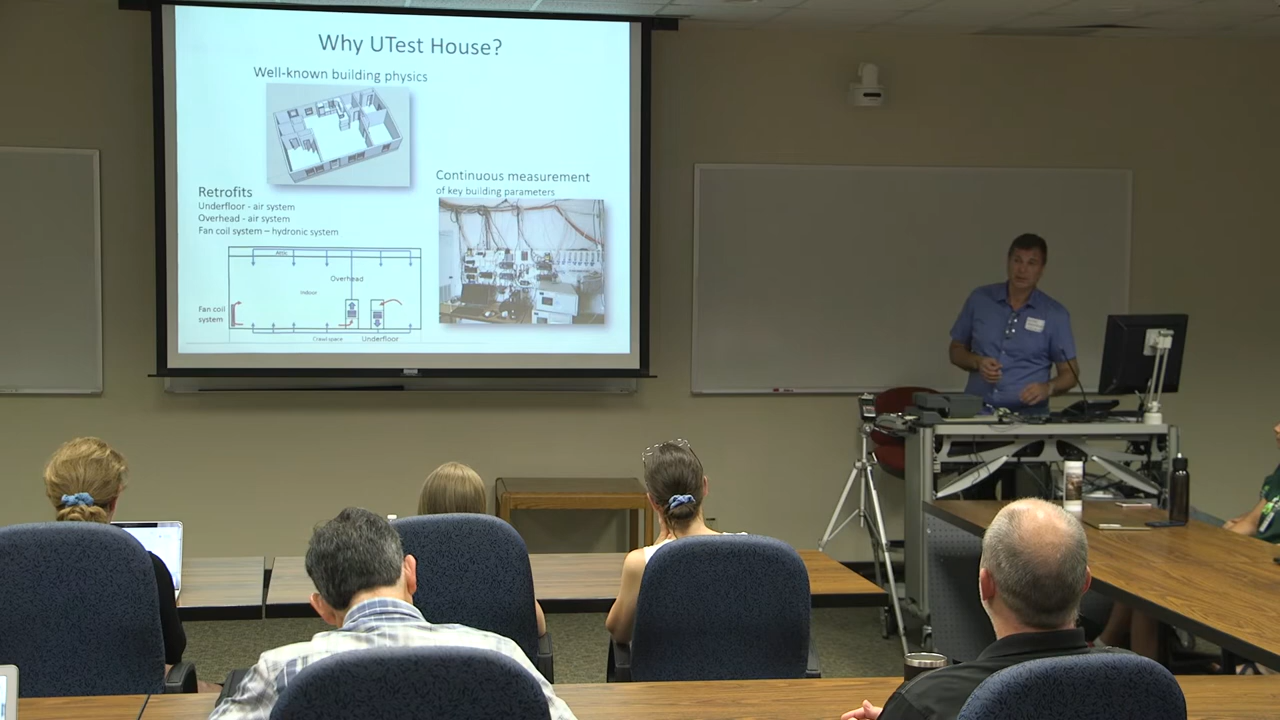 Why UTest House?
Well-known building physics
Continuous measurement
of key building parameters
Retrofits
Underfloor - air system
Overhead - air system
Fan coil system – hydronic system
Attic
Overhead
Indoor
Fan coil
system
Crawl space
Underfloor